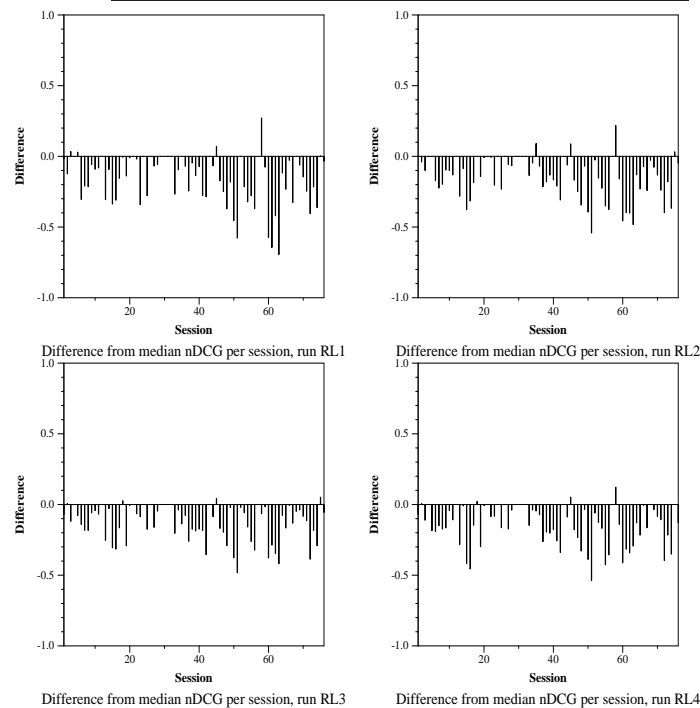 1.0
0.5
0.0
-0.5
-1.0
Difference
20
40
60
Session
Difference from median nDCG per session, run RL1
1.0
0.5
0.0
-0.5
-1.0
Difference
20
40
60
Session
Difference from median nDCG per session, run RL2
1.0
0.5
0.0
-0.5
-1.0
Difference
20
40
60
Session
Difference from median nDCG per session, run RL3
1.0
0.5
0.0
-0.5
-1.0
Difference
20
40
60
Session
Difference from median nDCG per session, run RL4